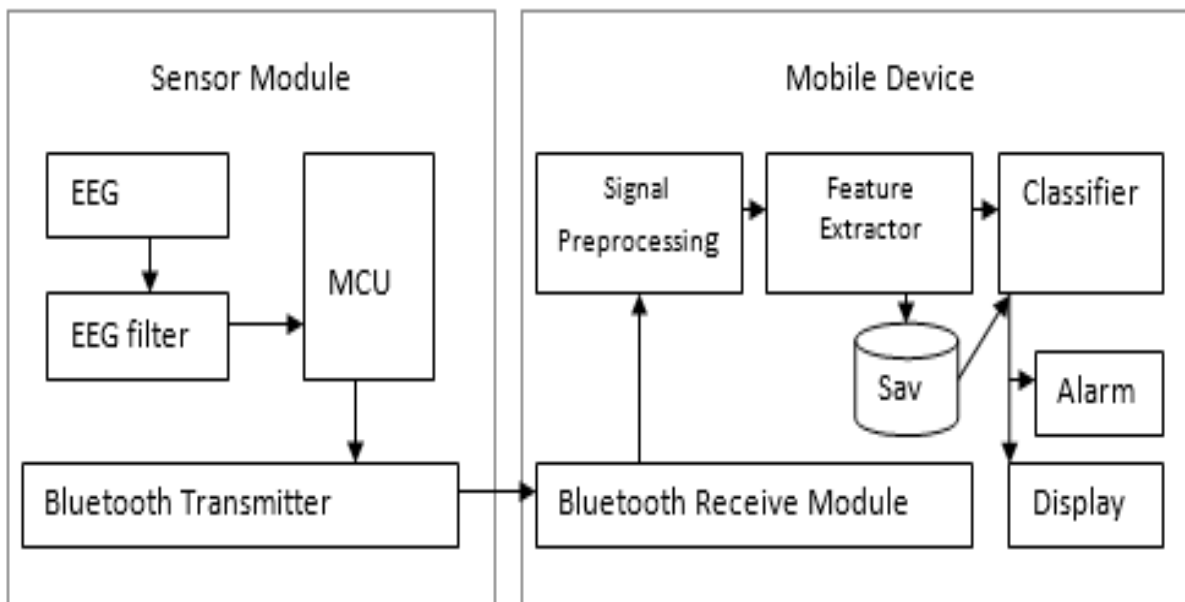 Sensor Module
EEG
EEG filter
MCU
Bluetooth Transmitter
Mobile Device
Signal
Preprocessing
Feature
Extractor
Classifier
Sav
Alarm
Bluetooth Receive Module
Display